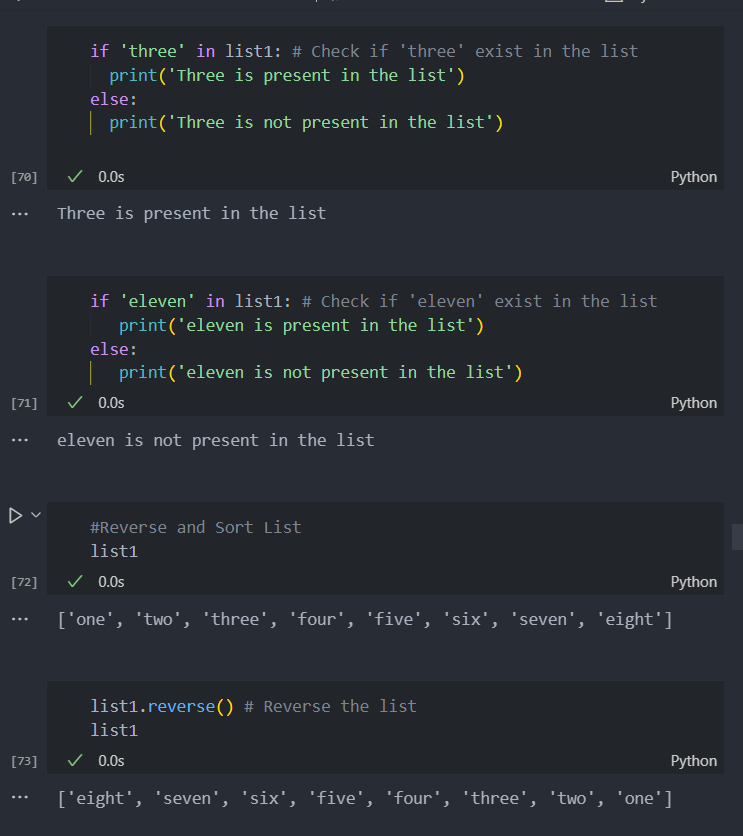 if 'three' in list1: # Check if 'three' exist in the list
print('Three is present in the list')
else:
print('Three is not present in the list')
[70]
0.0s
Python
...
Three is present in the list
if 'eleven' in list1: # Check if 'eleven' exist in the list
print('eleven is present in the list')
else:
print('eleven is not present in the list')
[71]
0.0s
Python
...
eleven is not present in the list
#Reverse and Sort List
list1
[72]
0.0s
Python
...
['one', 'two', 'three', 'four', 'five', 'six', 'seven', 'eight']
list1.reverse() # Reverse the list
list1
[73]
0.0s
Python
...
['eight', 'seven', 'six', 'five', 'four', 'three', 'two', 'one']